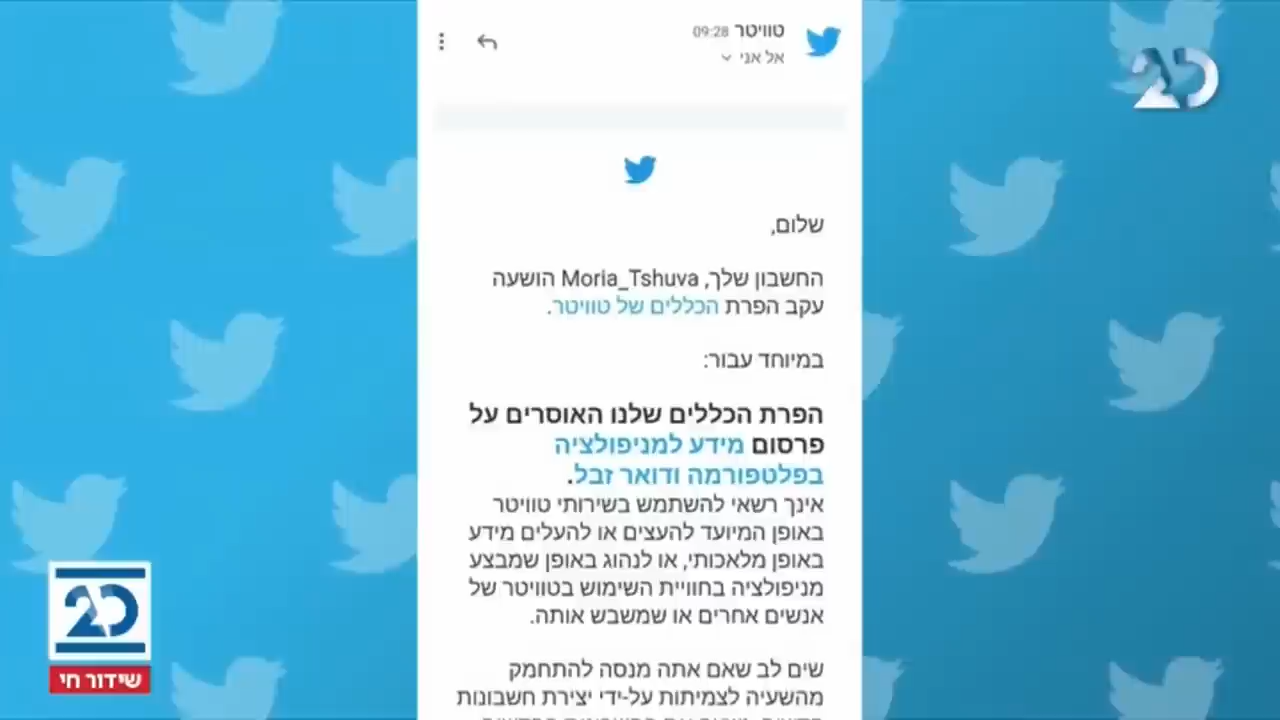 טוויטר 09:28
אל אני
20
שלום,
החשבון שלך, Moria_Tshuva הושעה
עקב הפרת הכללים של טוויטר.
במיוחד עבור:
הפרת הכללים שלנו האוסרים על
פרסום מידע למניפולציה
בפלטפורמה ודואר זבל.
אינך רשאי להשתמש בשירותי טוויטר
באופן המיועד להעצים או להעלים מידע
באופן מלאכותי, או לנהוג באופן שמבצע
מניפולציה בחוויית השימוש בטוויטר של
אנשים אחרים או שמשבש אותה.
שים לב שאם אתה מנסה להתחמק
מהשעיה לצמיתות על-ידי יצירת חשבונות
20
שידור חי